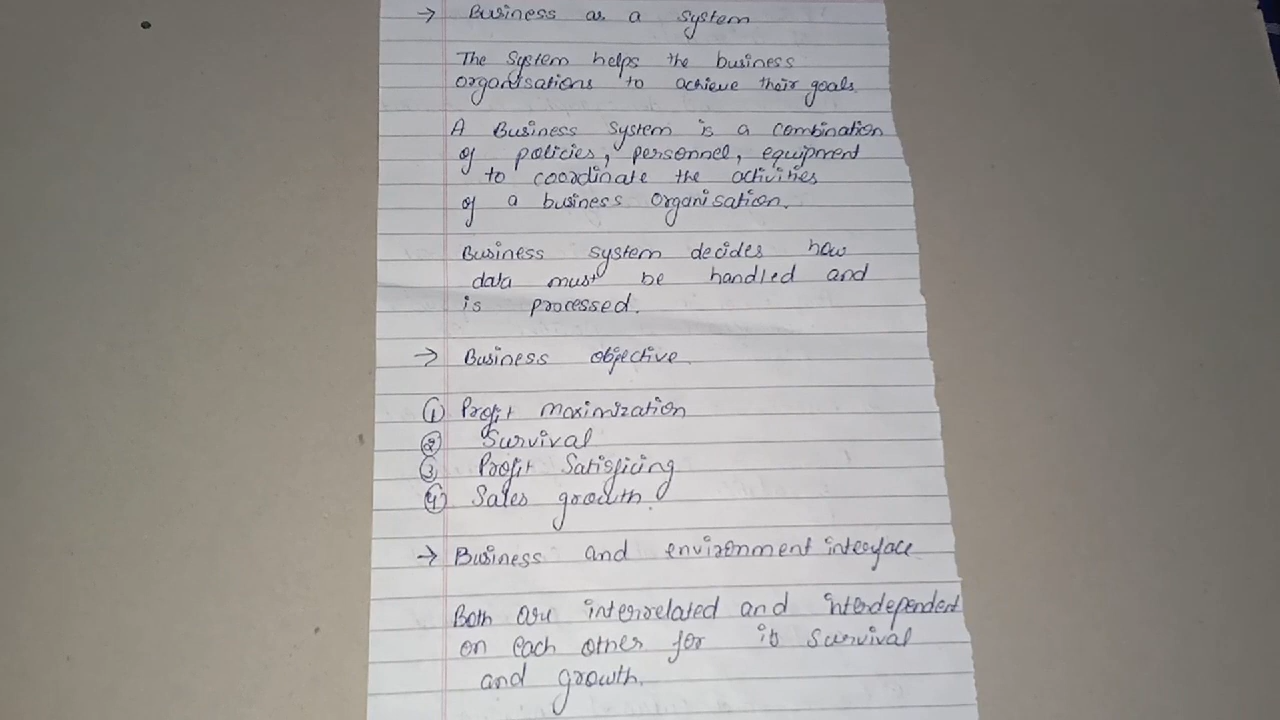 → Business as a system
The system helps the business
organisations to achieve their goals.
A Business system is a combination
of policies, personnel, equipment
to coordinate the activities
of a business organisation.
Business system decides how
data must be handled and
is processed.
→ Business objective
① Profit maximization
② Survival
③ Profit Satisficing
④ Sales growth.
→ Business and environment interface
Both are interrelated and interdependent
on each other for its survival
and growth.